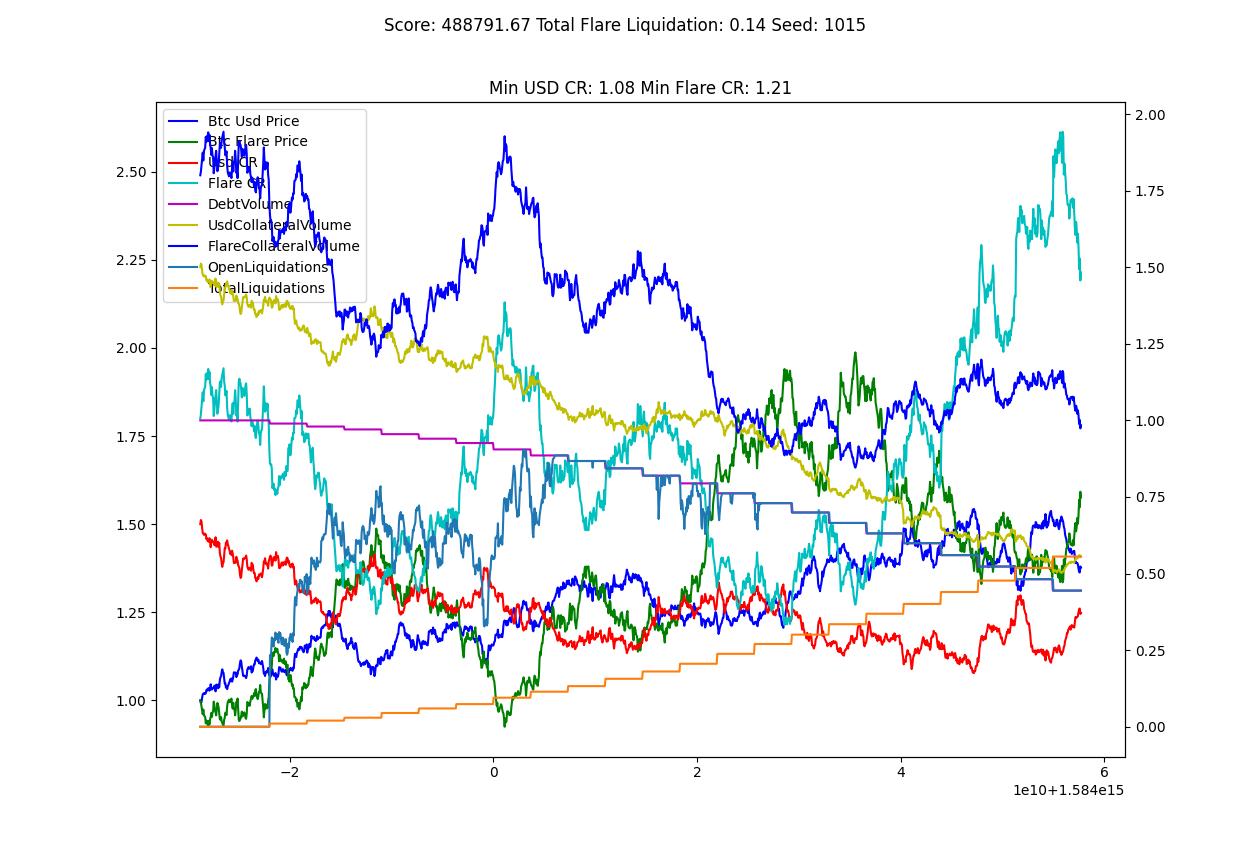 Score: 488791.67 Total Flare Liquidation: 0.14 Seed: 1015
Min USD CR: 1.08 Min Flare CR: 1.21
Btc Usd Price
Btc Flare Price
Usd CR
Flare CR
DebtVolume
UsdCollateralVolume
FlareCollateralVolume
OpenLiquidations
TotalLiquidations
2.50
2.25
2.00
1.75
1.50
1.25
1.00
2.00
1.75
1.50
1.25
1.00
0.75
0.50
0.25
0.00
−2 0 2 4 6
1e10+1.584e15